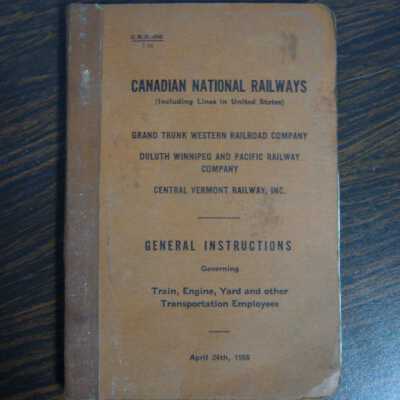 CANADIAN NATIONAL RAILWAYS
(Including Lines in United States)
GRAND TRUNK WESTERN RAILROAD COMPANY
DULUTH WINNIPEG AND PACIFIC RAILWAY
COMPANY
CENTRAL VERMONT RAILWAY, INC.
GENERAL INSTRUCTIONS
Governing
Train, Engine, Yard and other
Transportation Employees
April 24th,